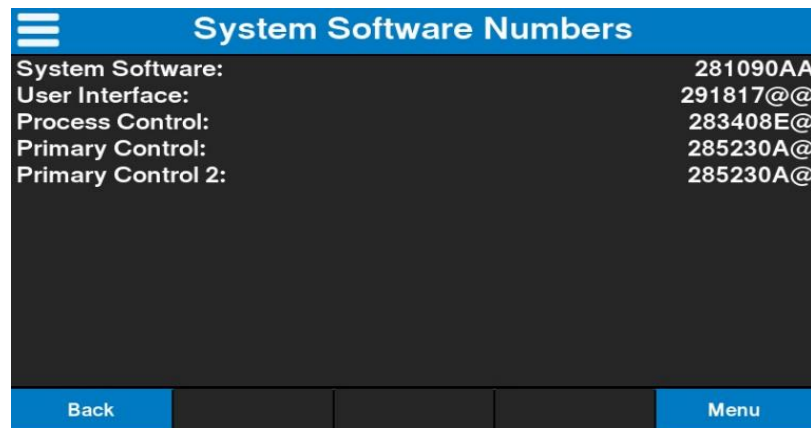 System Software Numbers
System Software: 281090AA
User Interface: 291817@@
Process Control: 283408E@
Primary Control: 285230A@
Primary Control 2: 285230A@
Back Menu